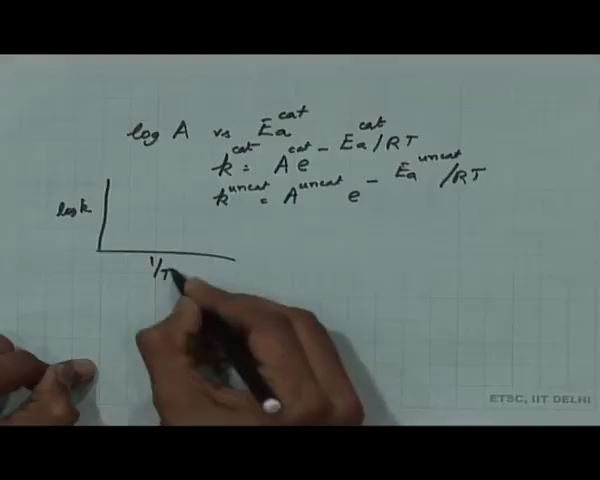 log A vs Ea^cat
k^cat = A^cat e^- Ea^cat/RT
k^uncat = A^uncat e^- Ea^uncat/RT
log k
1/T
ETSC, IIT DELHI